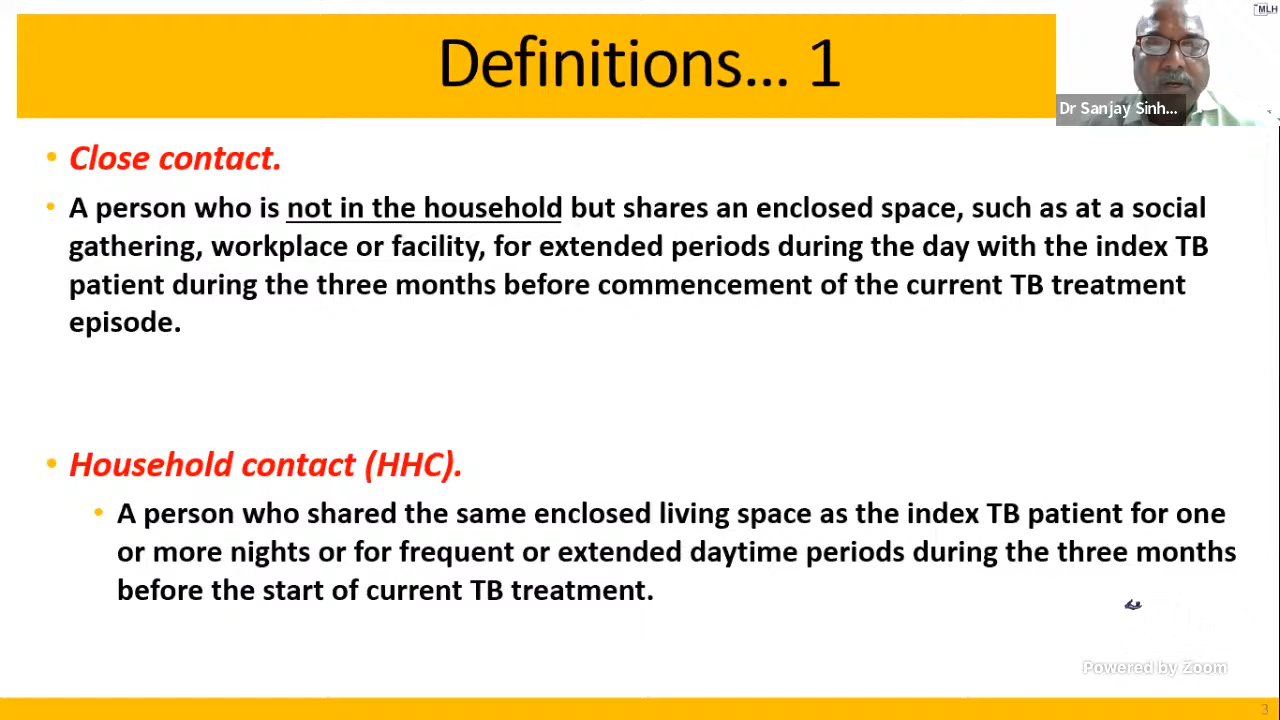 Definitions... 1
MLH
Dr Sanjay Sinh...
• Close contact.
• A person who is not in the household but shares an enclosed space, such as at a social
gathering, workplace or facility, for extended periods during the day with the index TB
patient during the three months before commencement of the current TB treatment
episode.
• Household contact (HHC).
• A person who shared the same enclosed living space as the index TB patient for one
or more nights or for frequent or extended daytime periods during the three months
before the start of current TB treatment.
Powered by Zoom
3